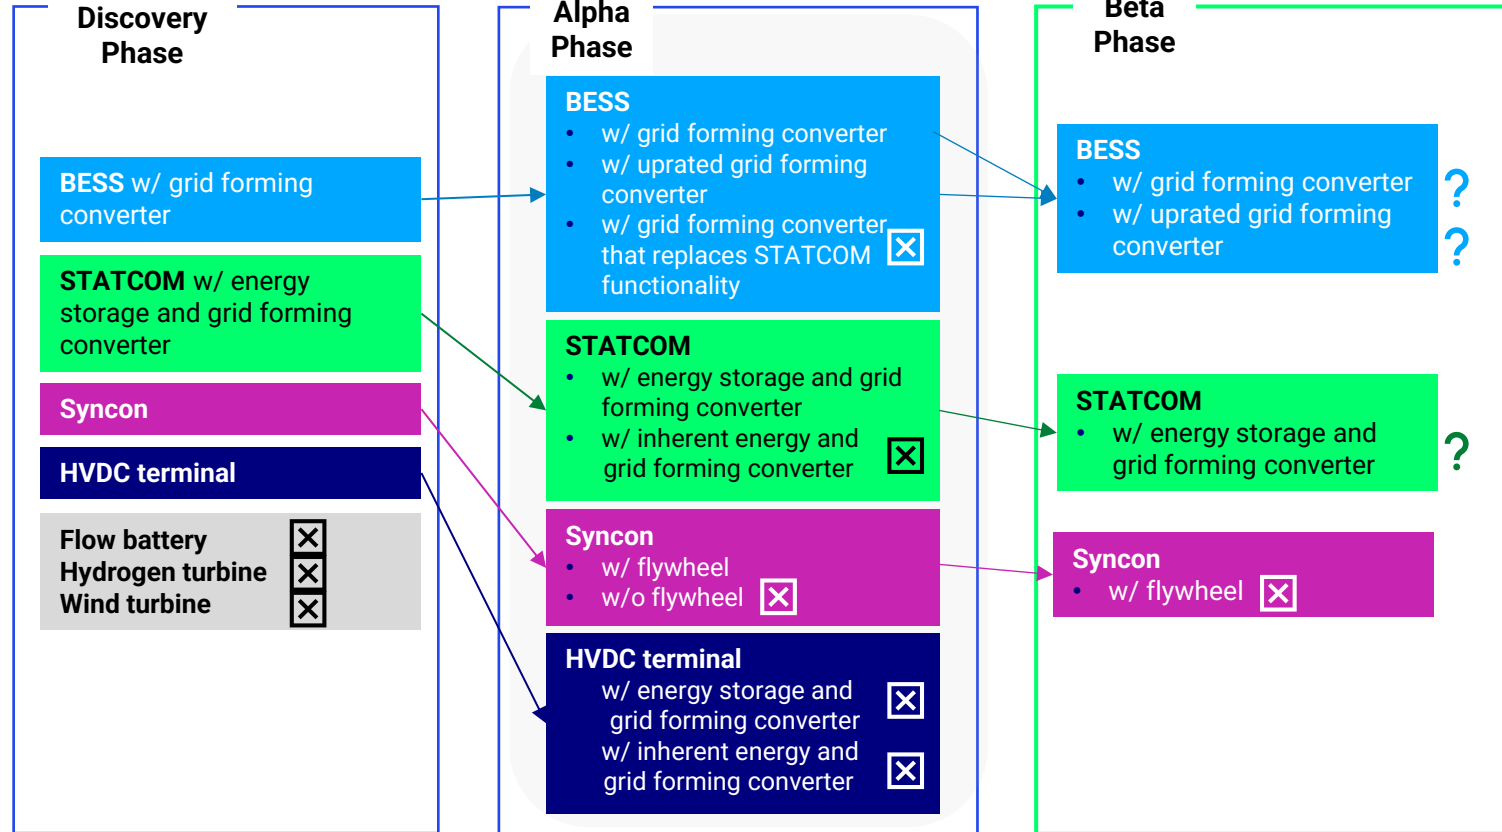 Discovery
Phase
BESS w/ grid forming
converter
STATCOM w/ energy
storage and grid forming
converter
Syncon
HVDC terminal
Flow battery
Hydrogen turbine
Wind turbine
Alpha
Phase
BESS
• w/ grid forming converter
• w/ uprated grid forming
converter
• w/ grid forming converter
that replaces STATCOM
functionality
STATCOM
• w/ energy storage and grid
forming converter
• w/ inherent energy and
grid forming converter
Syncon
• w/ flywheel
• w/o flywheel
HVDC terminal
w/ energy storage and
grid forming converter
w/ inherent energy and
grid forming converter
Beta
Phase
BESS
• w/ grid forming converter ?
• w/ uprated grid forming
converter ?
STATCOM
• w/ energy storage and
grid forming converter ?
Syncon
• w/ flywheel